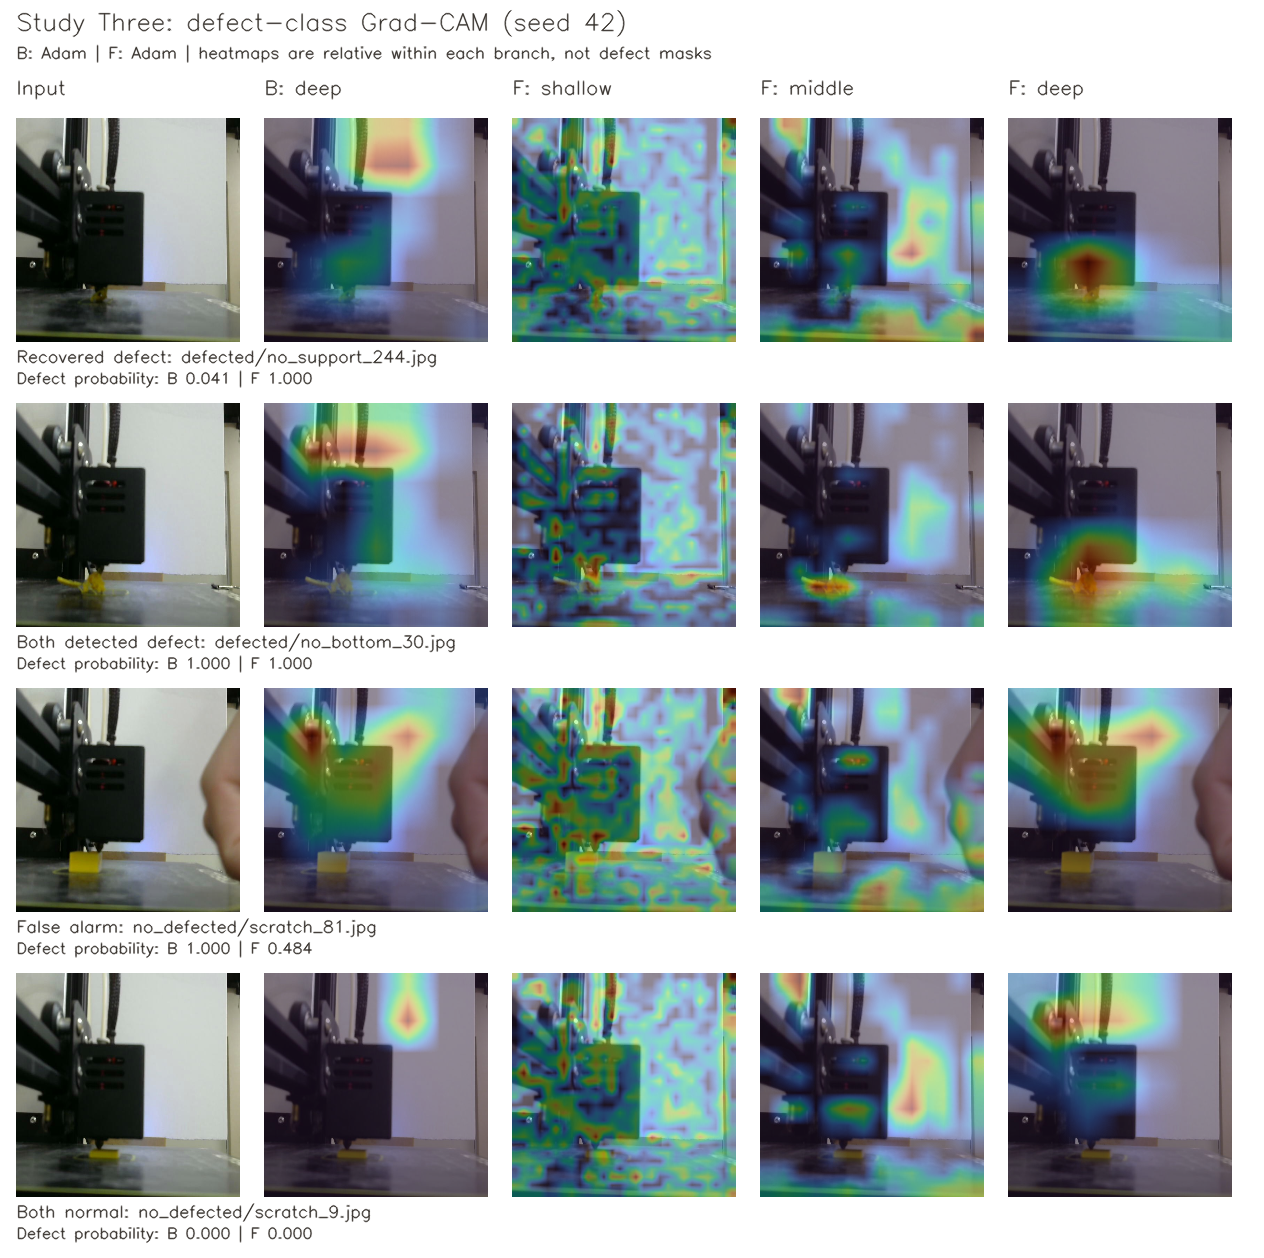 Study Three: defect-class Grad-CAM (seed 42)
B: Adam | F: Adam | heatmaps are relative within each branch, not defect masks
Input B: deep F: shallow F: middle F: deep
Recovered defect: defected/no_support_244.jpg
Defect probability: B 0.041 | F 1.000
Both detected defect: defected/no_bottom_30.jpg
Defect probability: B 1.000 | F 1.000
False alarm: no_defected/scratch_81.jpg
Defect probability: B 1.000 | F 0.484
Both normal: no_defected/scratch_9.jpg
Defect probability: B 0.000 | F 0.000